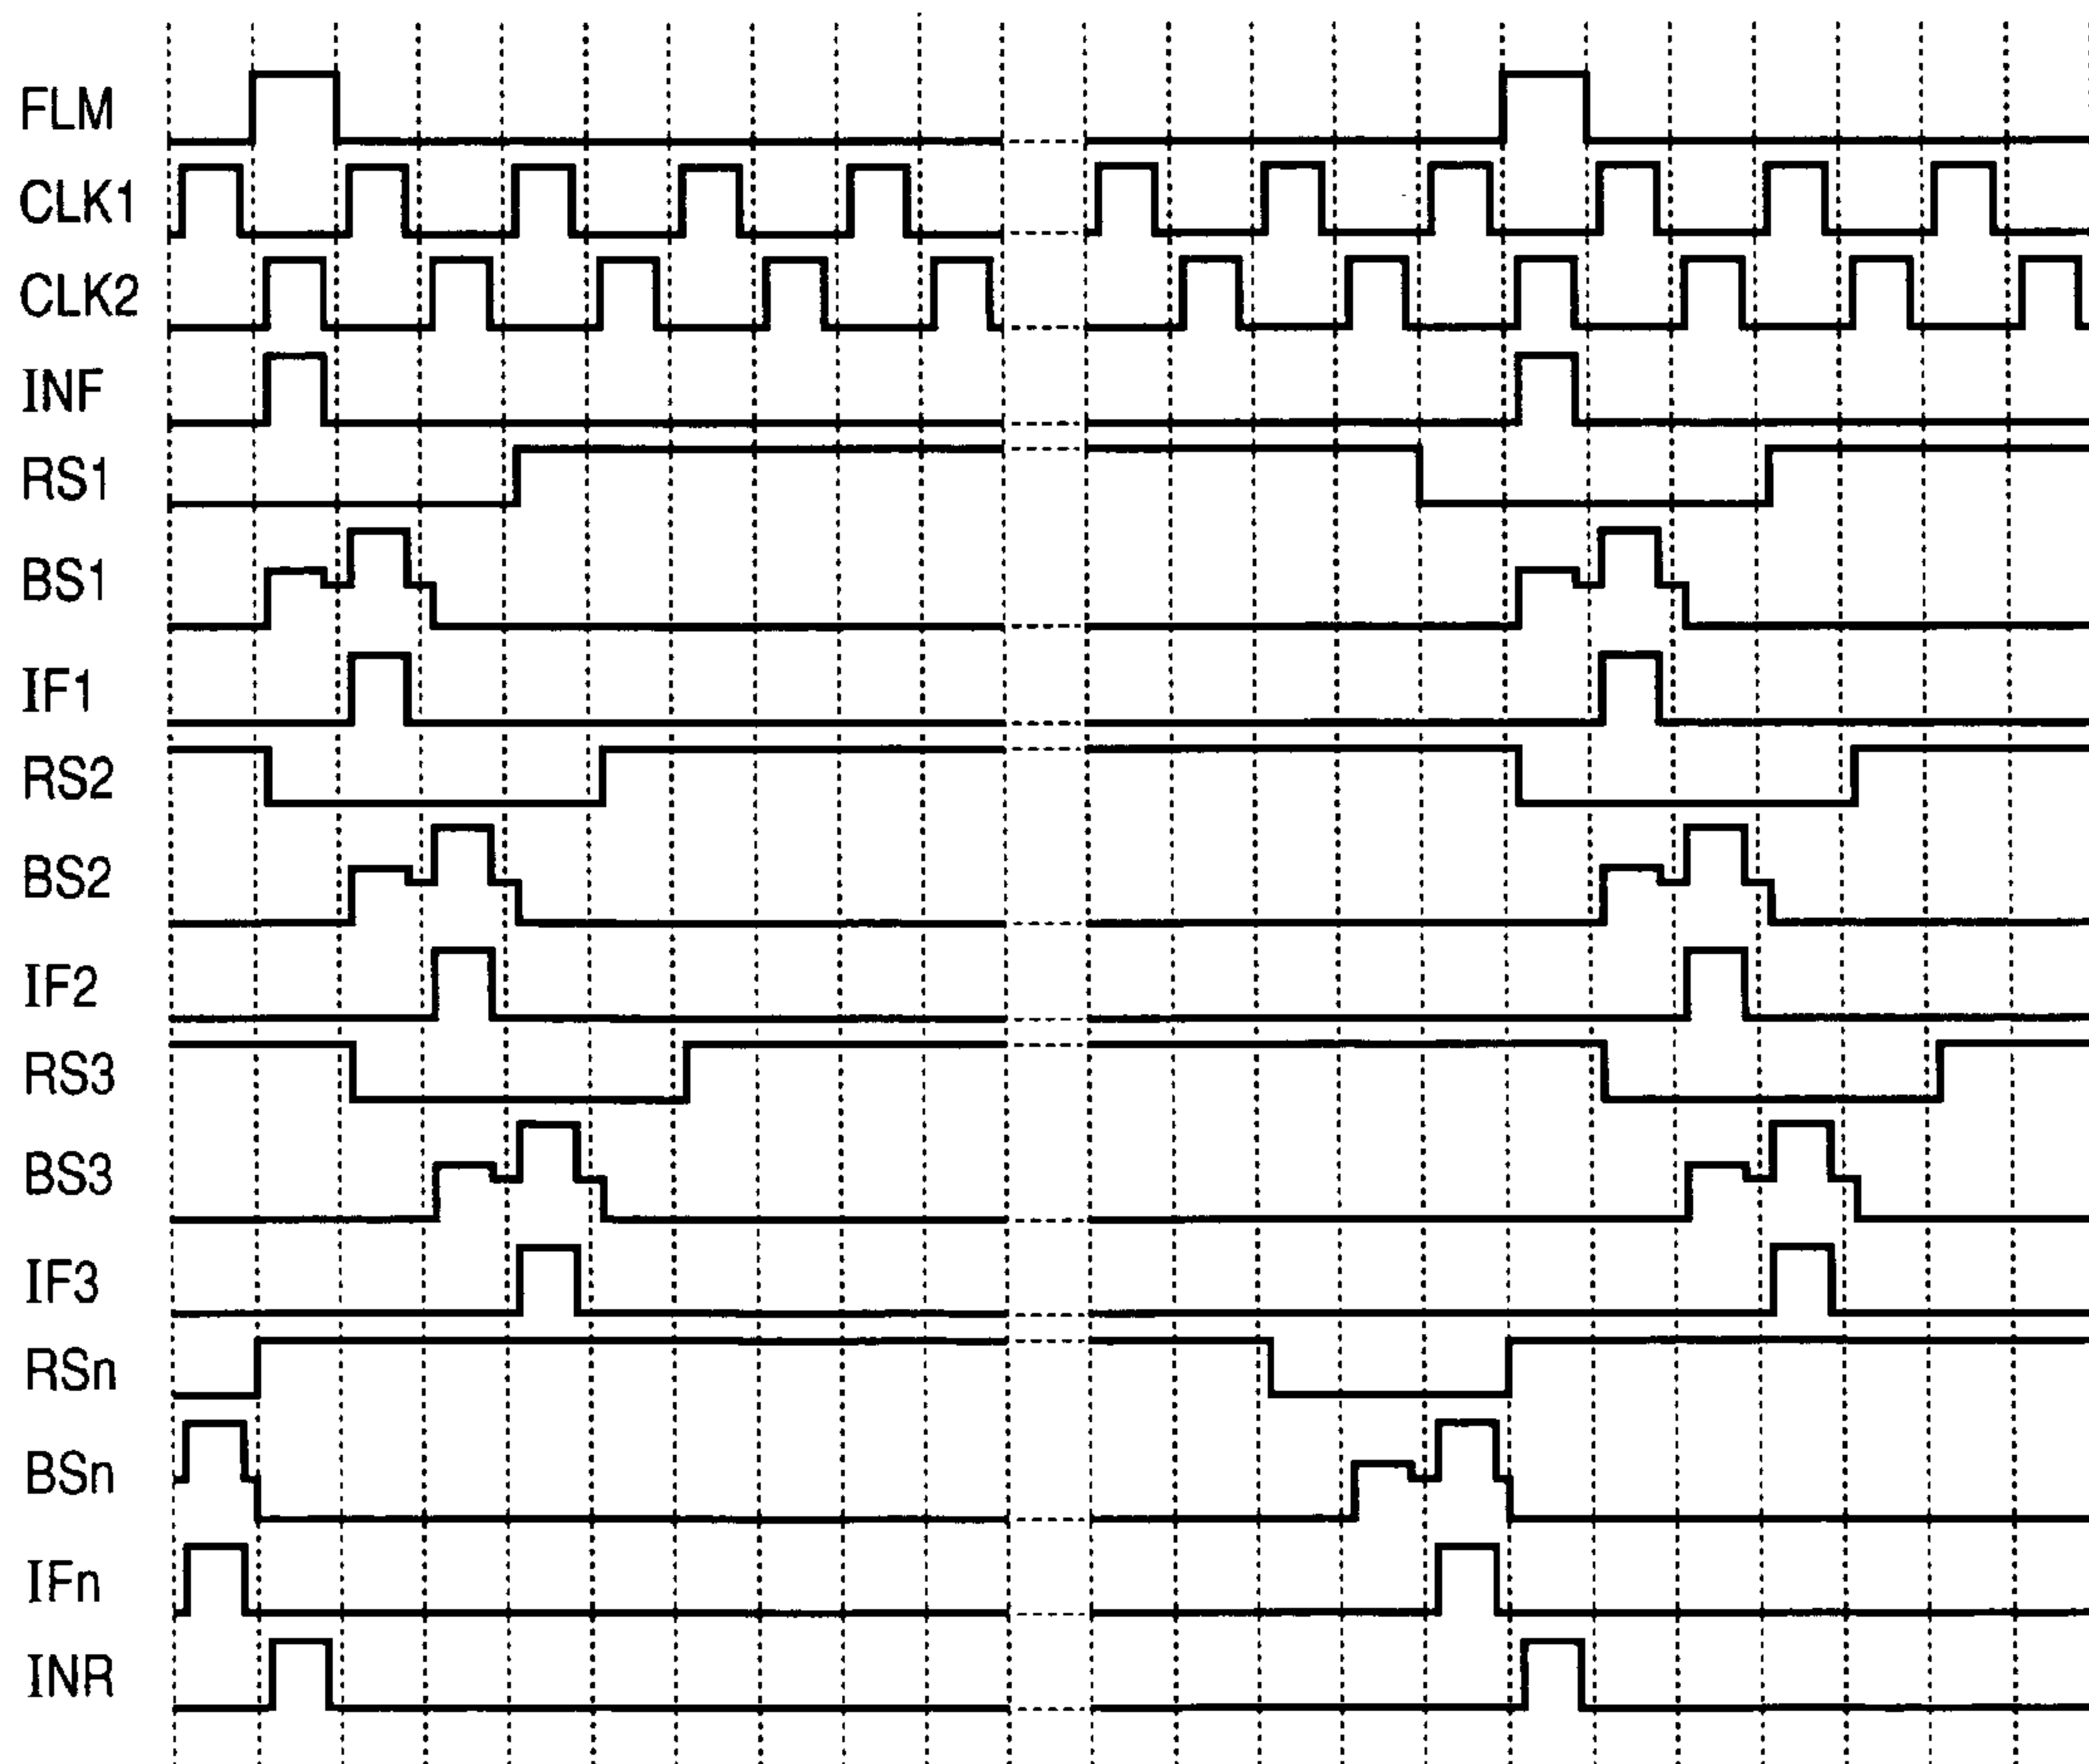 FLM
CLK1
CLK2
INF
RS1
BS1
IF1
RS2
BS2
IF2
RS3
BS3
IF3
RSn
BSn
IFn
INR